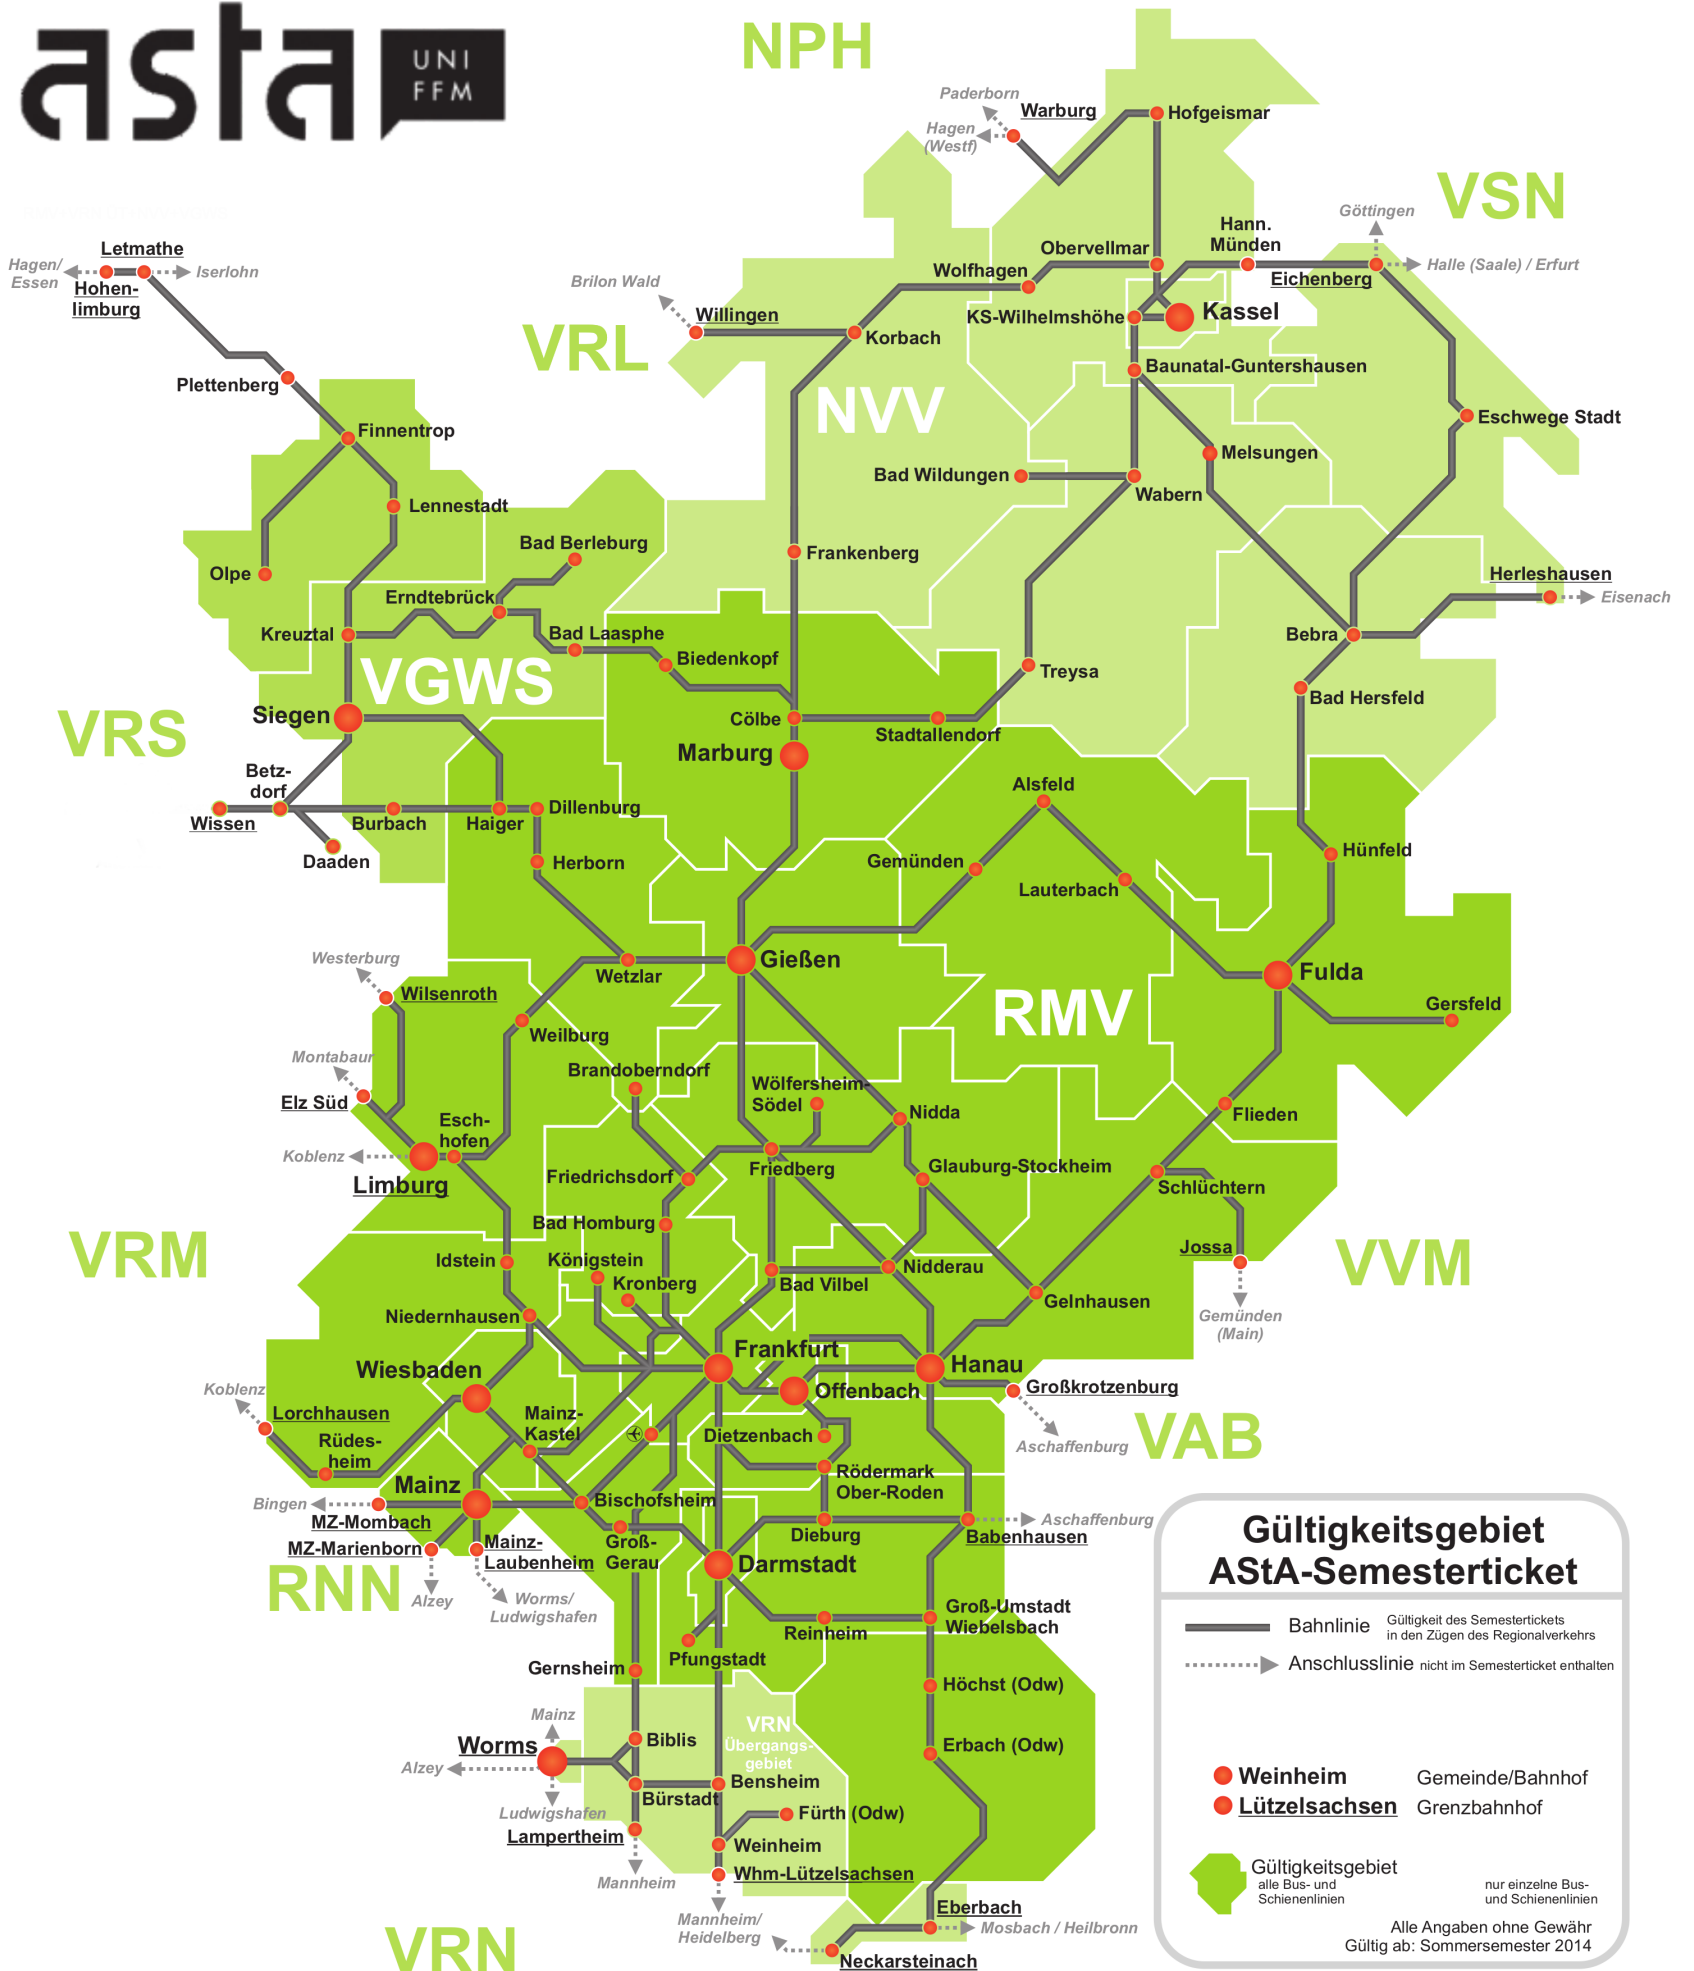 asta
UNI
FFM
NPH
Paderborn
Warburg
Hofgeismar
Hagen
(Westf)
VSN
Göttingen
Letmathe
Hagen/
Essen
Iserlohn
Hohen-
limburg
Hann.
Münden
Obervellmar
Wolfhagen
Eichenberg
Halle (Saale) / Erfurt
Brilon Wald
Willingen
VRL
KS-Wilhelmshöhe
Kassel
Korbach
Plettenberg
Baunatal-Guntershausen
NVV
Finnentrop
Eschwege Stadt
Melsungen
Bad Wildungen
Wabern
Lennestadt
Bad Berleburg
Frankenberg
Olpe
Herleshausen
Erndtebrück
Eisenach
Kreuztal
Bad Laasphe
Bebra
Biedenkopf
Treysa
VGWS
Bad Hersfeld
Siegen
Cölbe
VRS
Stadtallendorf
Marburg
Betz-
dorf
Alsfeld
Wissen
Burbach
Haiger
Dillenburg
Daaden
Herborn
Gemünden
Hünfeld
Lauterbach
Westerburg
Gießen
Wetzlar
Fulda
Wilsenroth
RMV
Gersfeld
Weilburg
Montabaur
Brandoberndorf
Wölfersheim-
Södel
Elz Süd
Nidda
Flieden
Esch-
hofen
Koblenz
Friedberg
Glauburg-Stockheim
Limburg
Friedrichsdorf
Schlüchtern
Bad Homburg
VRM
Jossa
VVM
Idstein
Königstein
Kronberg
Bad Vilbel
Nidderau
Gelnhausen
Niedernhausen
Gemünden
(Main)
Frankfurt
Wiesbaden
Hanau
Koblenz
Offenbach
Großkrotzenburg
Lorchhausen
Mainz-
Kastel
Dietzenbach
VAB
Aschaffenburg
Rüdes-
heim
Rödermark
Ober-Roden
Mainz
Bingen
Bischofsheim
MZ-Mombach
Aschaffenburg
Dieburg
Babenhausen
MZ-Marienborn
Mainz-
Laubenheim
Groß-
Gerau
Darmstadt
RNN
Alzey
Worms/
Ludwigshafen
Groß-Umstadt
Wiebelsbach
Reinheim
Pfungstadt
Gernsheim
Höchst (Odw)
Mainz
VRN
Übergangs-
gebiet
Worms
Biblis
Erbach (Odw)
Alzey
Bensheim
Bürstadt
Ludwigshafen
Fürth (Odw)
Lampertheim
Weinheim
Whm-Lützelsachsen
Mannheim
Eberbach
Mannheim/
Heidelberg
Mosbach / Heilbronn
VRN
Neckarsteinach
Gültigkeitsgebiet
AStA-Semesterticket
Bahnlinie
Gültigkeit des Semestertickets
in den Zügen des Regionalverkehrs
Anschlusslinie nicht im Semesterticket enthalten
Weinheim
Gemeinde/Bahnhof
Lützelsachsen
Grenzbahnhof
Gültigkeitsgebiet
alle Bus- und
Schienenlinien
nur einzelne Bus-
und Schienenlinien
Alle Angaben ohne Gewähr
Gültig ab: Sommersemester 2014